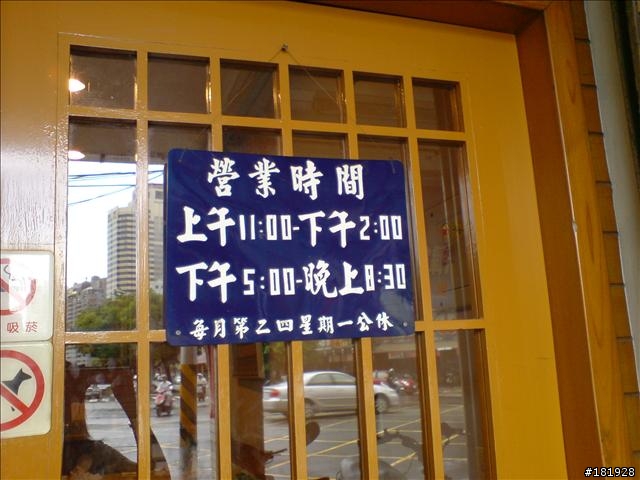 營業時間
上午11:00-下午2:00
下午5:00-晚上8:30
每月第二四星期一公休
吸菸
#181928